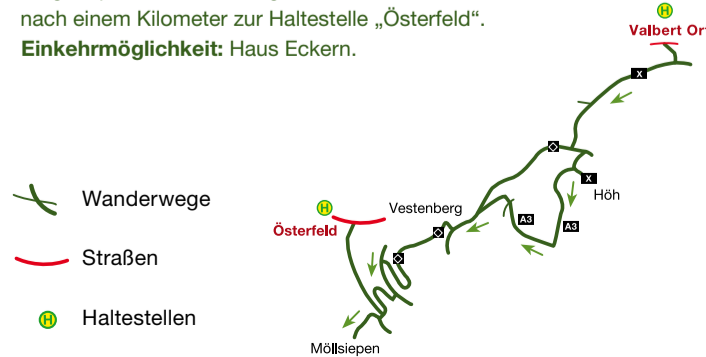 nach einem Kilometer zur Haltestelle „Österfeld“.
Einkehrmöglichkeit: Haus Eckern.
H
Valbert Ort
X
X
Höh
A3
A3
Wanderwege
H
Vestenberg
Österfeld
Straßen
H Haltestellen
Möllsiepen